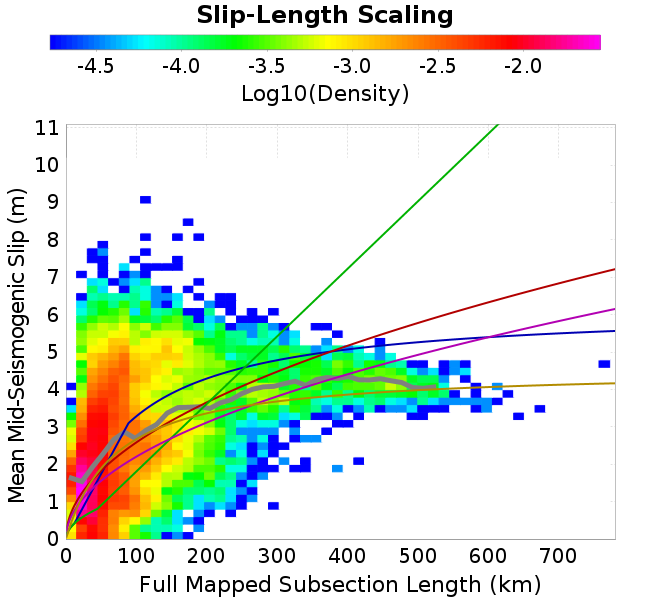 Slip-Length Scaling
-4.5 -4.0 -3.5 -3.0 -2.5 -2.0
Log10(Density)
Mean Mid-Seismogenic Slip (m)
11
10
9
8
7
6
5
4
3
2
1
0
0 100 200 300 400 500 600 700
Full Mapped Subsection Length (km)